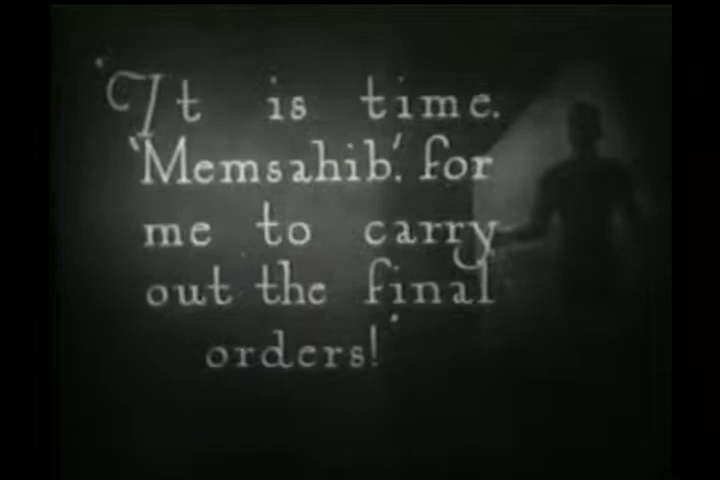 "It is time.
'Memsahib'. for
me to carry
out the final
orders!"